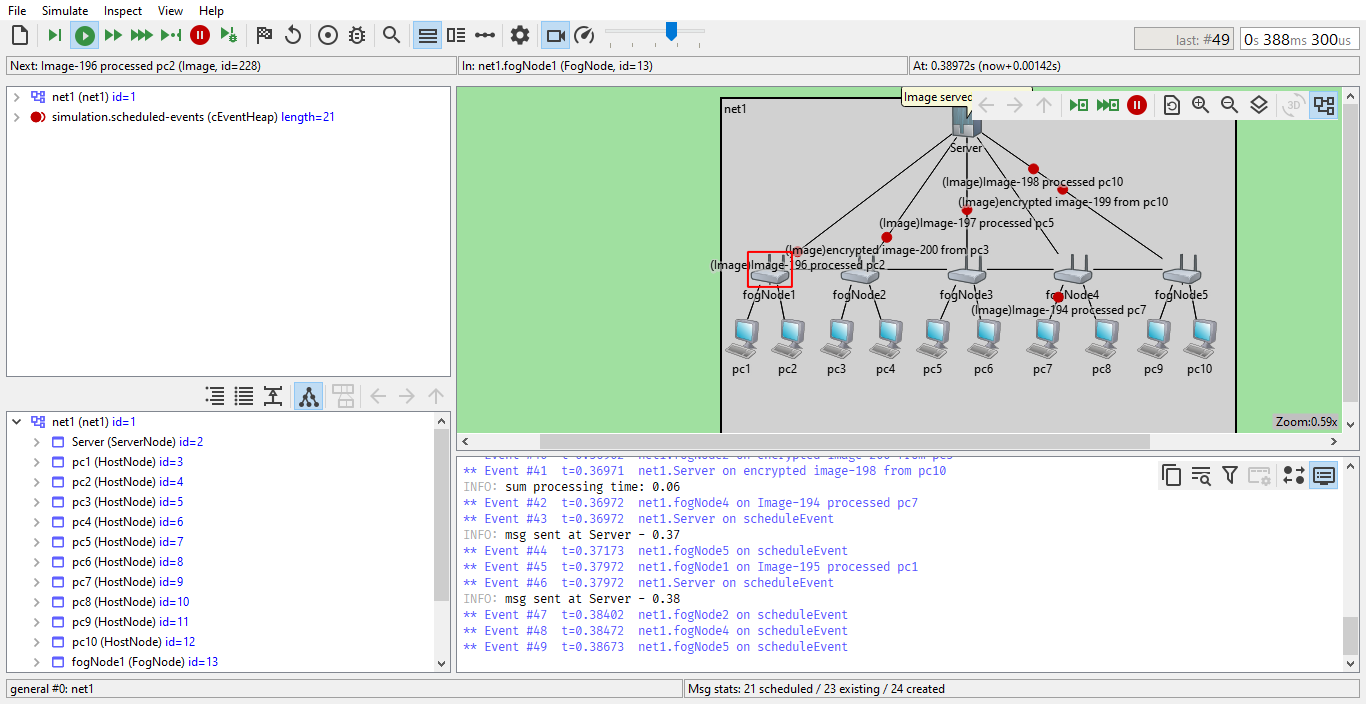 File Simulate Inspect View Help
last: #49 0s 388ms 300us
Next: Image-196 processed pc2 (Image, id=228) In: net1.fogNode1 (FogNode, id=13) At: 0.38972s (now+0.00142s)
net1 (net1) id=1
simulation.scheduled-events (cEventHeap) length=21
net1 (net1) id=1
Server (ServerNode) id=2
pc1 (HostNode) id=3
pc2 (HostNode) id=4
pc3 (HostNode) id=5
pc4 (HostNode) id=6
pc5 (HostNode) id=7
pc6 (HostNode) id=8
pc7 (HostNode) id=9
pc8 (HostNode) id=10
pc9 (HostNode) id=11
pc10 (HostNode) id=12
fogNode1 (FogNode) id=13
Image served
net1
3D
Server
(Image)Image-198 processed pc10
(Image)encrypted image-199 from pc10
(Image)Image-197 processed pc5
(Image)encrypted image-200 from pc3
(Image)Image-196 processed pc2
fogNode1 fogNode2 fogNode3 fogNode4 fogNode5
(Image)Image-194 processed pc7
pc1 pc2 pc3 pc4 pc5 pc6 pc7 pc8 pc9 pc10
Zoom:0.59x
** Event #41 t=0.36971 net1.Server on encrypted image-198 from pc10
INFO: sum processing time: 0.06
** Event #42 t=0.36972 net1.fogNode4 on Image-194 processed pc7
** Event #43 t=0.36972 net1.Server on scheduleEvent
INFO: msg sent at Server - 0.37
** Event #44 t=0.37173 net1.fogNode5 on scheduleEvent
** Event #45 t=0.37972 net1.fogNode1 on Image-195 processed pc1
** Event #46 t=0.37972 net1.Server on scheduleEvent
INFO: msg sent at Server - 0.38
** Event #47 t=0.38402 net1.fogNode2 on scheduleEvent
** Event #48 t=0.38472 net1.fogNode4 on scheduleEvent
** Event #49 t=0.38673 net1.fogNode5 on scheduleEvent
general #0: net1 Msg stats: 21 scheduled / 23 existing / 24 created